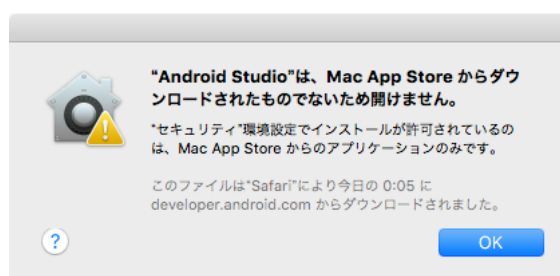 "Android Studio"は、Mac App Store からダウ
ンロードされたものでないため開けません。
"セキュリティ"環境設定でインストールが許可されているの
は、Mac App Store からのアプリケーションのみです。
このファイルは"Safari"により今日の 0:05 に
developer.android.com からダウンロードされました。
?
OK